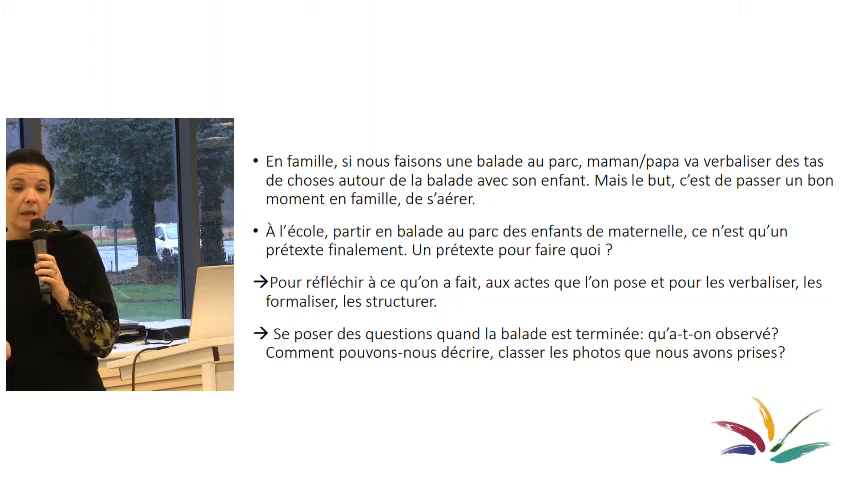 • En famille, si nous faisons une balade au parc, maman/papa va verbaliser des tas
de choses autour de la balade avec son enfant. Mais le but, c’est de passer un bon
moment en famille, de s’aérer.
• À l’école, partir en balade au parc des enfants de maternelle, ce n’est qu’un
prétexte finalement. Un prétexte pour faire quoi ?
→Pour réfléchir à ce qu’on a fait, aux actes que l’on pose et pour les verbaliser, les
formaliser, les structurer.
→ Se poser des questions quand la balade est terminée: qu’a-t-on observé?
Comment pouvons-nous décrire, classer les photos que nous avons prises?